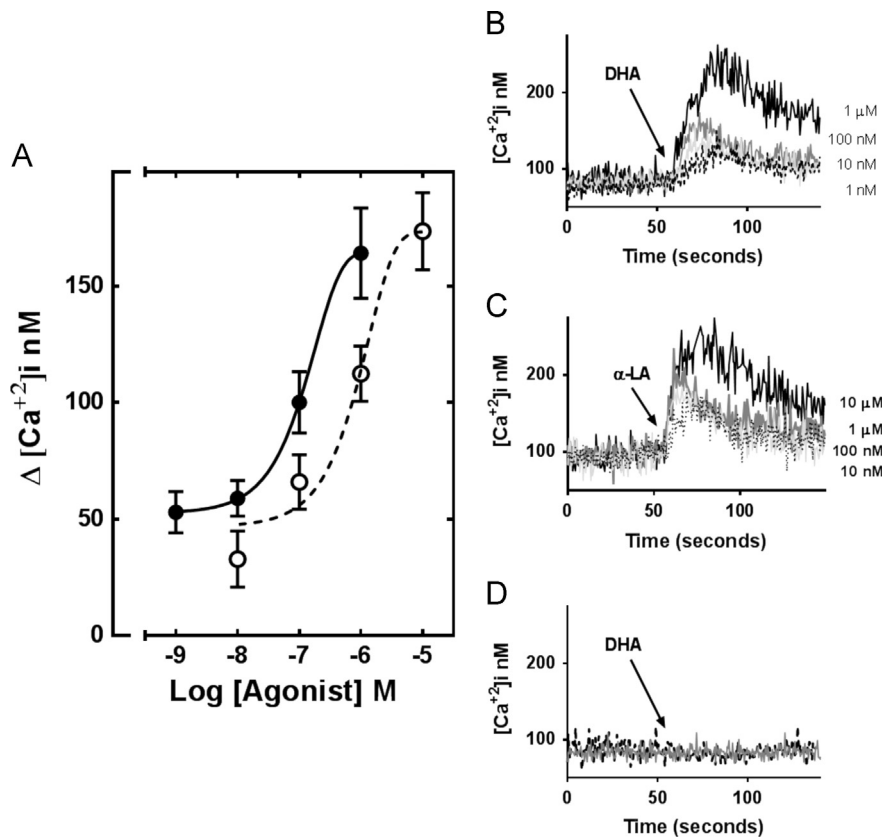 A
150
100
50
0
Δ [Ca+2]i nM
-9 -8 -7 -6 -5
Log [Agonist] M
B
DHA
200
100
[Ca+2]i nM
0 50 100
Time (seconds)
1 μM
100 nM
10 nM
1 nM
C
α-LA
200
100
[Ca+2]i nM
0 50 100
Time (seconds)
10 μM
1 μM
100 nM
10 nM
D
DHA
200
100
[Ca+2]i nM
0 50 100
Time (seconds)